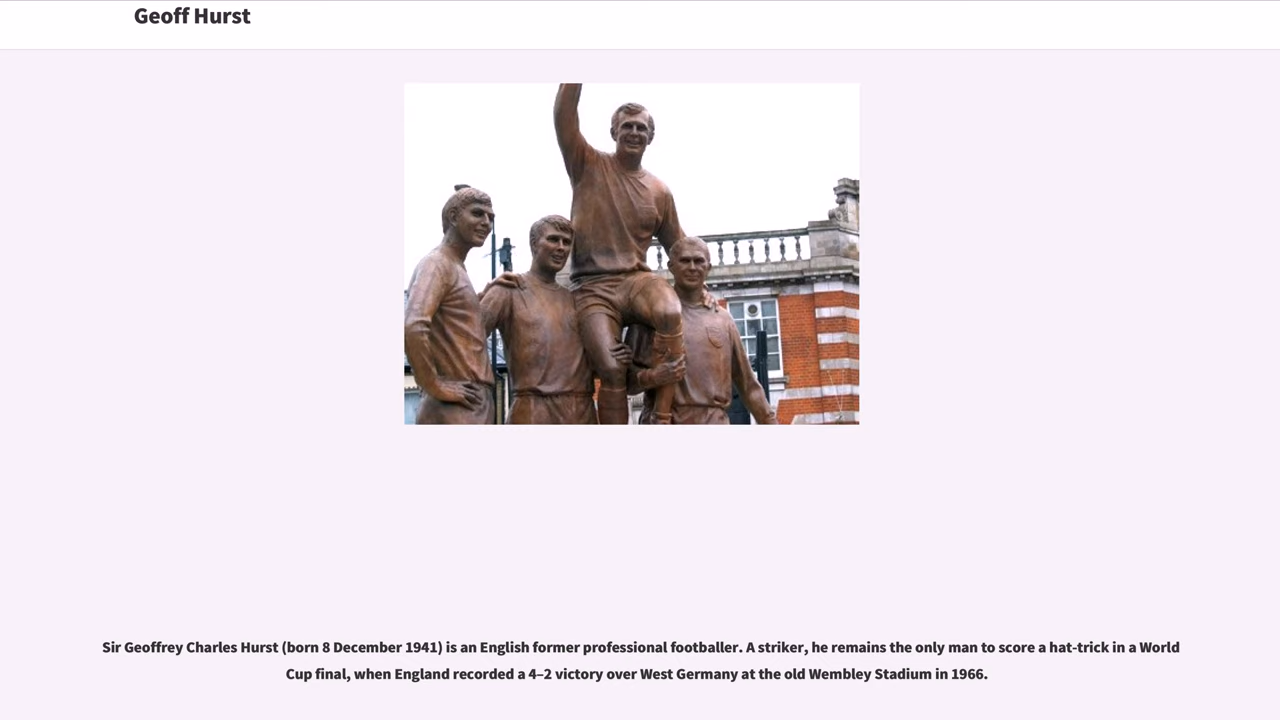 Geoff Hurst
Sir Geoffrey Charles Hurst (born 8 December 1941) is an English former professional footballer. A striker, he remains the only man to score a hat-trick in a World
Cup final, when England recorded a 4–2 victory over West Germany at the old Wembley Stadium in 1966.